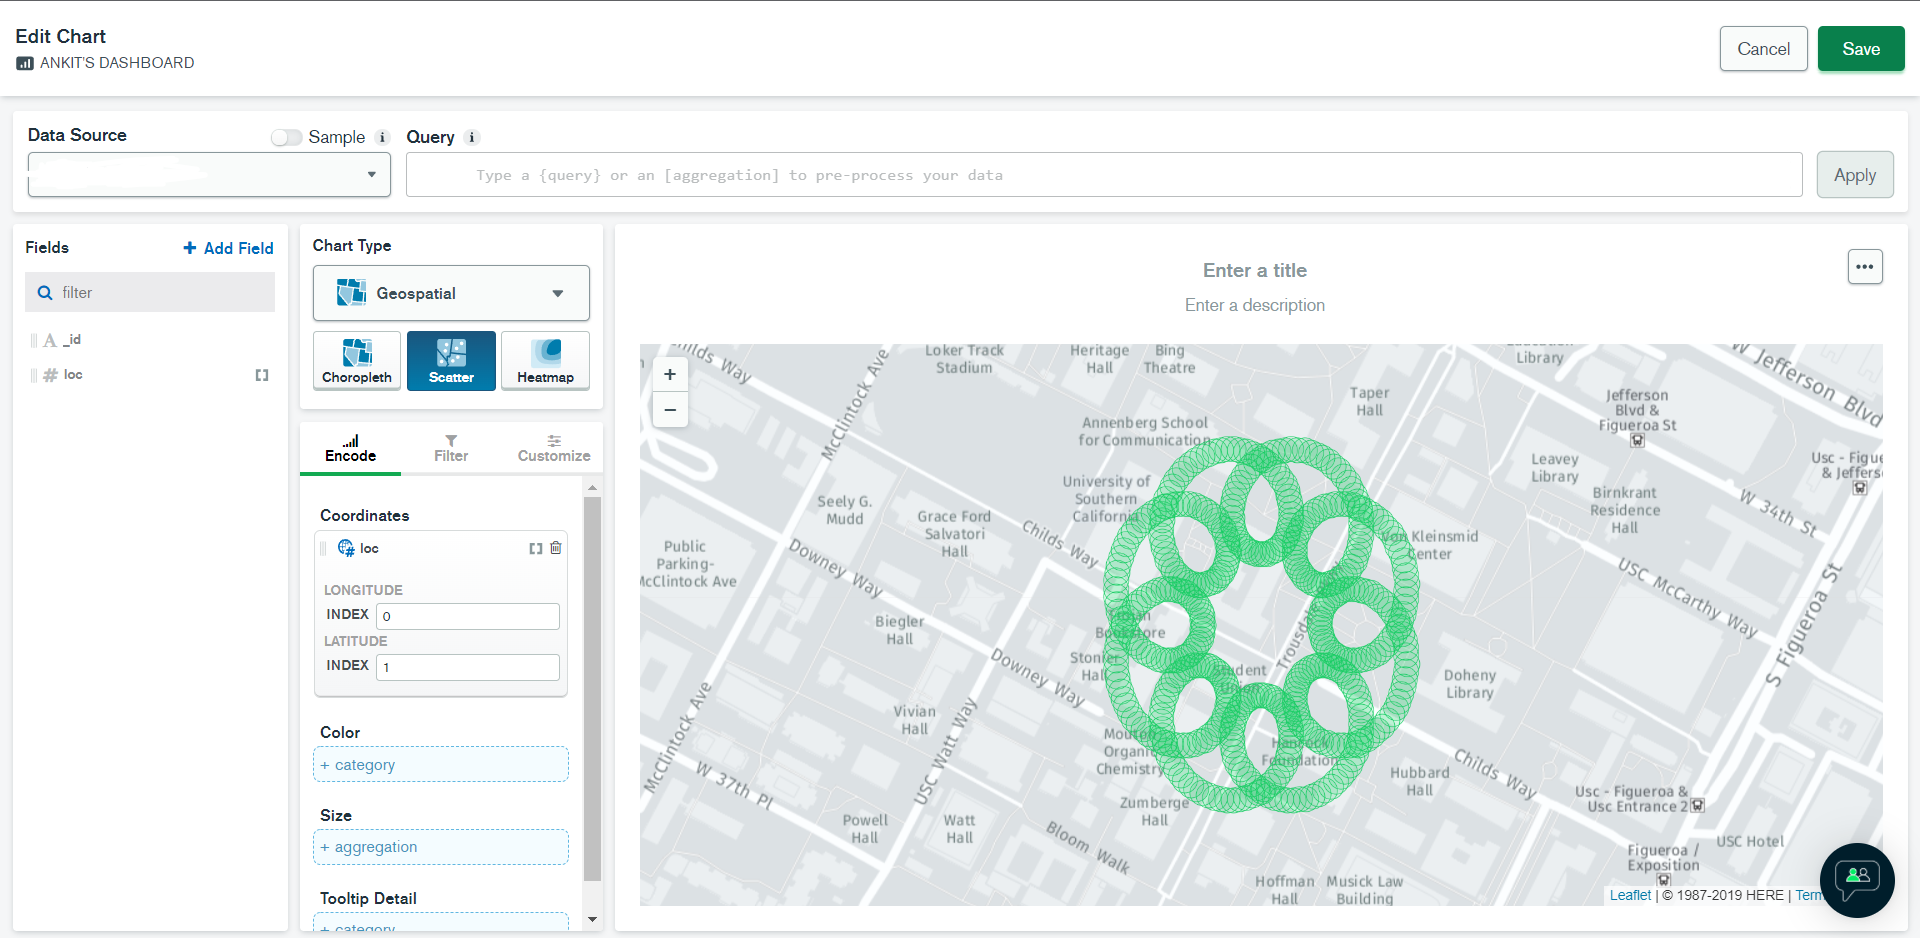 Edit Chart
ANKIT'S DASHBOARD
Cancel
Save
Data Source
Sample
Query
Type a {query} or an [aggregation] to pre-process your data
Apply
Fields
+ Add Field
filter
_id
loc
Chart Type
Geospatial
Choropleth
Scatter
Heatmap
Encode
Filter
Customize
Coordinates
loc
LONGITUDE
INDEX 0
LATITUDE
INDEX 1
Color
+ category
Size
+ aggregation
Tooltip Detail
+ category
Enter a title
Enter a description
+
−
Childs Way
McClintock Ave
Loker Track
Stadium
Heritage
Hall
Bing
Theatre
Library
W Jefferson Blvd
Taper
Hall
Jefferson
Blvd &
Figueroa St
Annenberg School
for Communication
Leavey
Library
Usc - Figue
& Jeffers
University of
Southern
California
Seely G.
Mudd
Grace Ford
Salvatori
Hall
Childs Way
Birnkrant
Residence
Hall
W 34th St
Von Kleinsmid
Center
Public
Parking-
McClintock Ave
Downey Way
USC McCarthy Way
S Figueroa St
Biegler
Hall
Bookstore
Trousda
Stonier
Hall
Student
Union
Downey Way
Doheny
Library
McClintock Ave
Vivian
Hall
USC Watt Way
Mouton
Organic
Chemistry
Hancock
Foundation
W 37th Pl
Hubbard
Hall
Childs Way
Usc - Figueroa &
Usc Entrance 2
Zumberge
Hall
Powell
Hall
Watt
Hall
Bloom Walk
USC Hotel
Figueroa /
Exposition
Hoffman
Hall
Musick Law
Building
Leaflet | © 1987-2019 HERE | Term